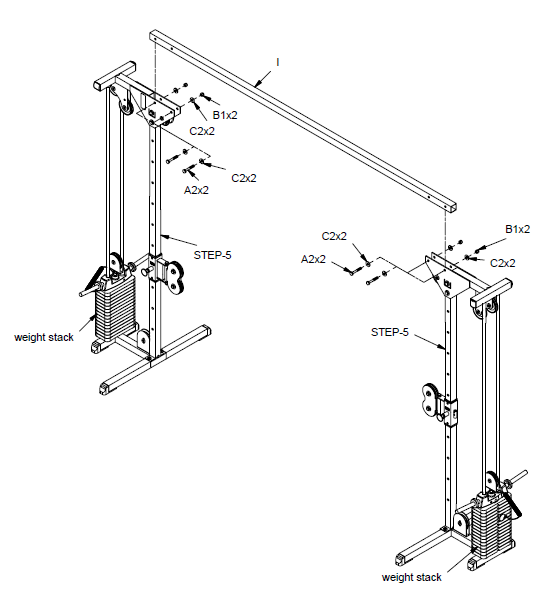 I
B1x2
C2x2
C2x2
A2x2
B1x2
C2x2
C2x2
A2x2
STEP-5
STEP-5
weight stack
weight stack